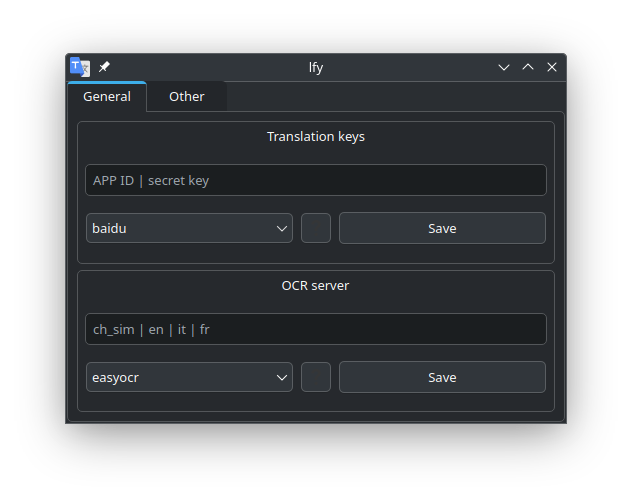 lfy
General
Other
Translation keys
APP ID | secret key
baidu
Save
OCR server
ch_sim | en | it | fr
easyocr
Save